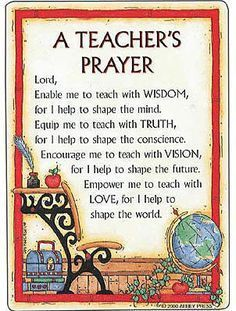 A TEACHER'S
PRAYER
Lord,
Enable me to teach with WISDOM,
for I help to shape the mind.
Equip me to teach with TRUTH,
for I help to shape the conscience.
Encourage me to teach with VISION,
for I help to shape the future.
Empower me to teach with
LOVE, for I help to
shape the world.
© 2000 ABBEY PRESS